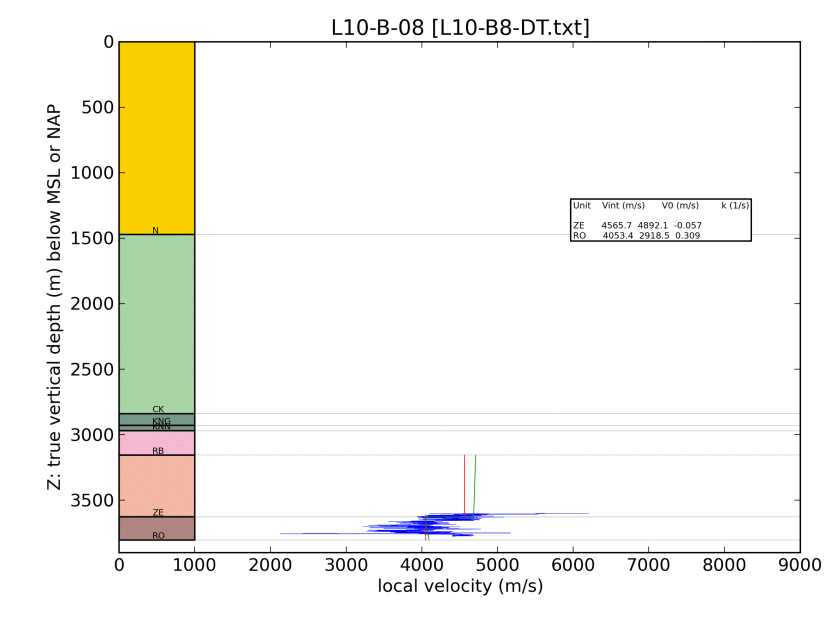 L10-B-08 [L10-B8-DT.txt]
Z: true vertical depth (m) below MSL or NAP
0
500
1000
1500
2000
2500
3000
3500
N
CK
KNG
KNN
RB
ZE
RO
Unit Vint (m/s) V0 (m/s) k (1/s)
ZE 4565.7 4892.1 -0.057
RO 4053.4 2918.5 0.309
0 1000 2000 3000 4000 5000 6000 7000 8000 9000
local velocity (m/s)